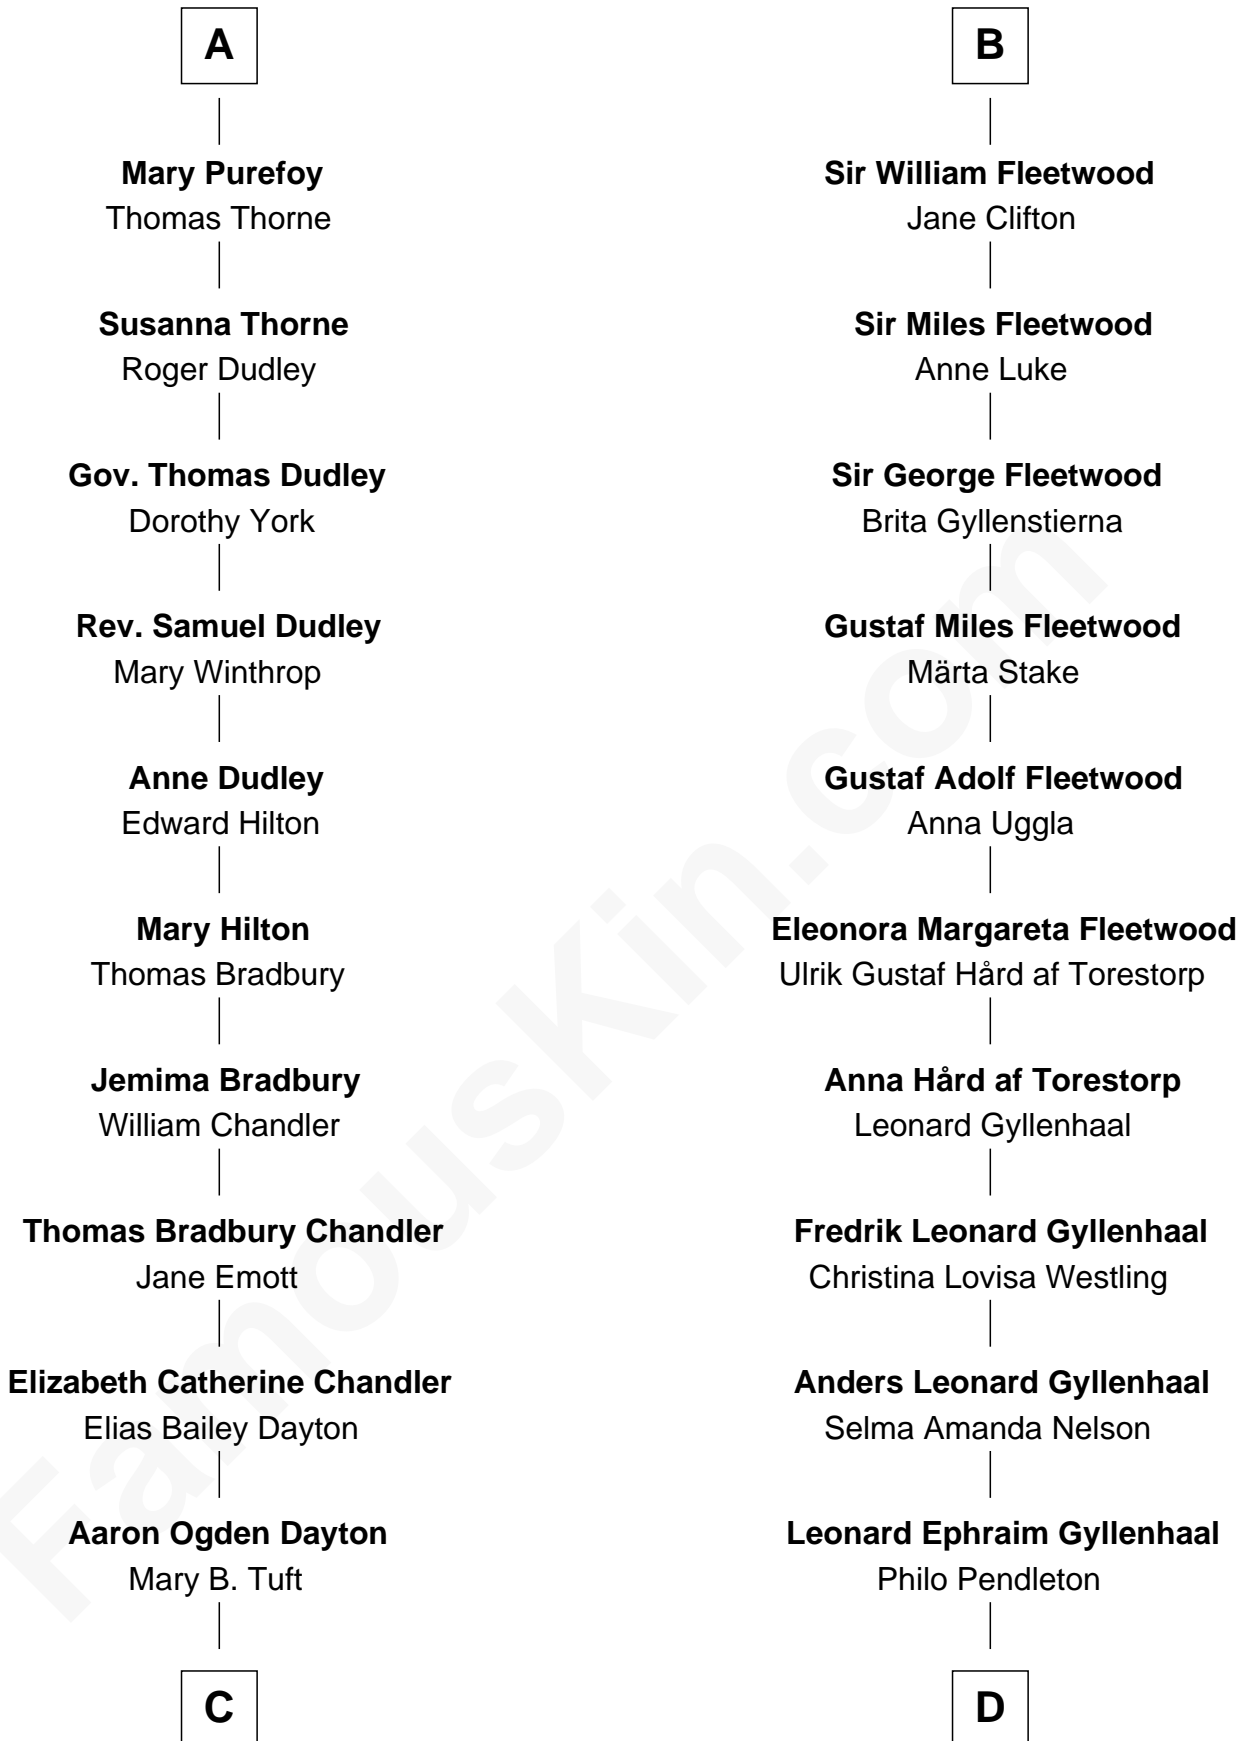 A
Mary Purefoy
Thomas Thorne
Susanna Thorne
Roger Dudley
Gov. Thomas Dudley
Dorothy York
Rev. Samuel Dudley
Mary Winthrop
Anne Dudley
Edward Hilton
Mary Hilton
Thomas Bradbury
Jemima Bradbury
William Chandler
Thomas Bradbury Chandler
Jane Emott
Elizabeth Catherine Chandler
Elias Bailey Dayton
Aaron Ogden Dayton
Mary B. Tuft
C
B
Sir William Fleetwood
Jane Clifton
Sir Miles Fleetwood
Anne Luke
Sir George Fleetwood
Brita Gyllenstierna
Gustaf Miles Fleetwood
Märta Stake
Gustaf Adolf Fleetwood
Anna Uggla
Eleonora Margareta Fleetwood
Ulrik Gustaf Hård af Torestorp
Anna Hård af Torestorp
Leonard Gyllenhaal
Fredrik Leonard Gyllenhaal
Christina Lovisa Westling
Anders Leonard Gyllenhaal
Selma Amanda Nelson
Leonard Ephraim Gyllenhaal
Philo Pendleton
D
FamousKin.com